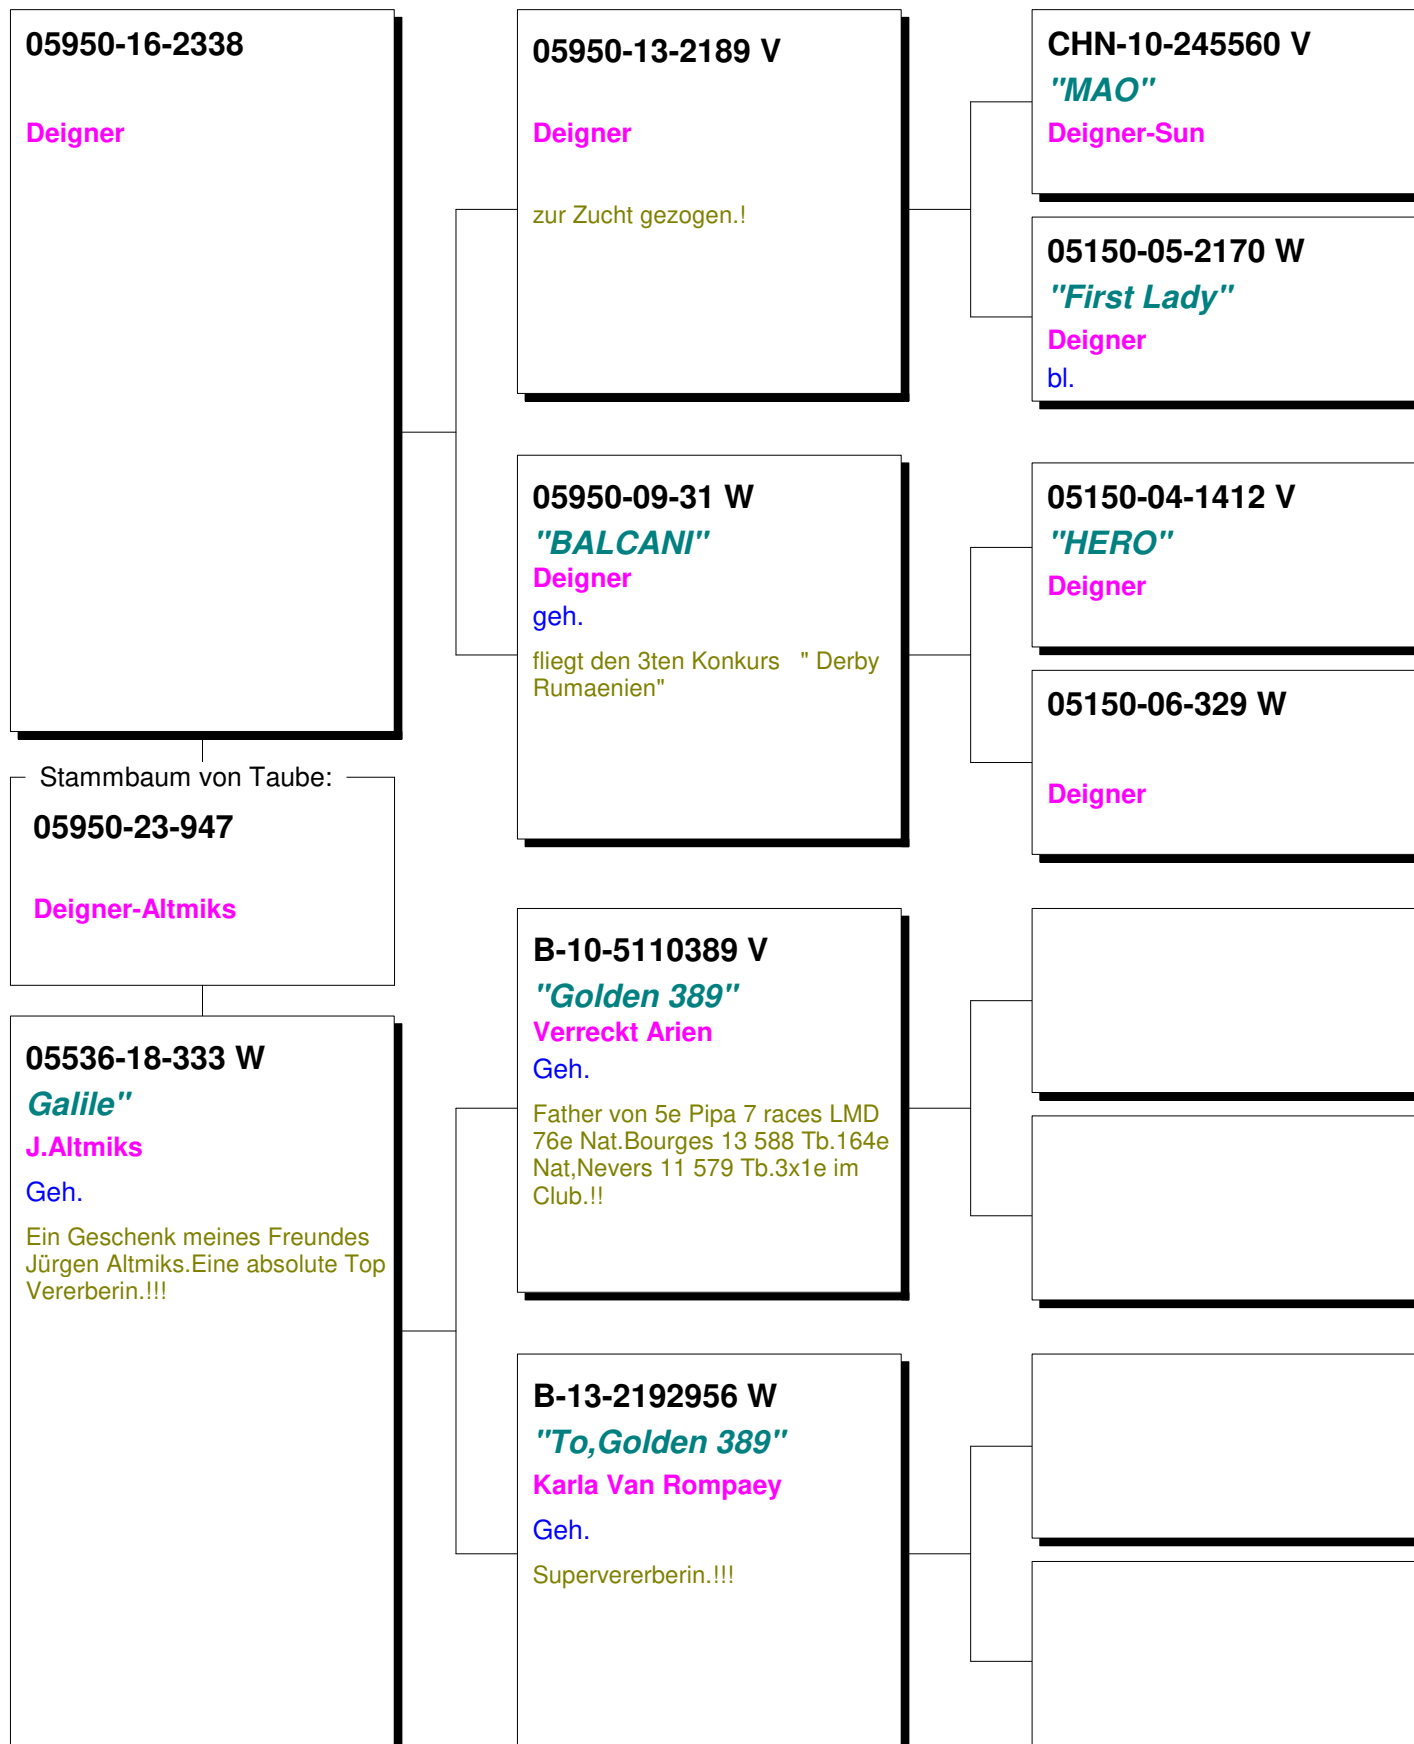 05950-16-2338
Deigner
Stammbaum von Taube:
05950-23-947
Deigner-Altmiks
05536-18-333 W
Galile"
J.Altmiks
Geh.
Ein Geschenk meines Freundes
Jürgen Altmiks.Eine absolute Top
Vererberin.!!!
05950-13-2189 V
Deigner
zur Zucht gezogen.!
05950-09-31 W
"BALCANI"
Deigner
geh.
fliegt den 3ten Konkurs " Derby
Rumaenien"
B-10-5110389 V
"Golden 389"
Verreckt Arien
Geh.
Father von 5e Pipa 7 races LMD
76e Nat.Bourges 13 588 Tb.164e
Nat,Nevers 11 579 Tb.3x1e im
Club.!!
B-13-2192956 W
"To,Golden 389"
Karla Van Rompaey
Geh.
Supervererberin.!!!
CHN-10-245560 V
"MAO"
Deigner-Sun
05150-05-2170 W
"First Lady"
Deigner
bl.
05150-04-1412 V
"HERO"
Deigner
05150-06-329 W
Deigner